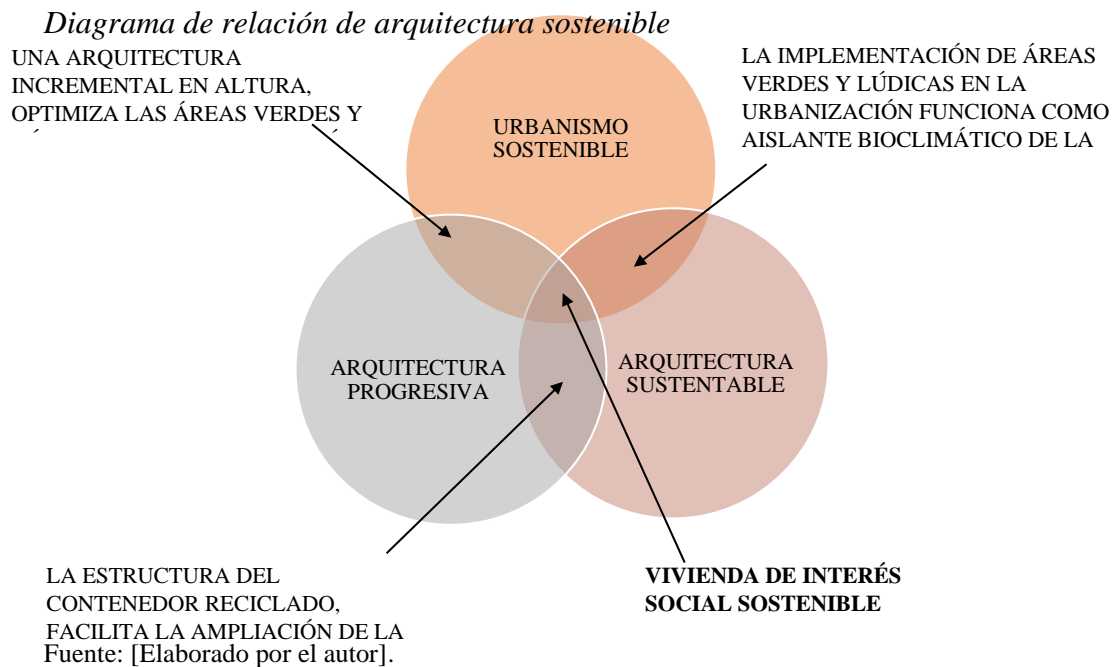 Diagrama de relación de arquitectura sostenible
UNA ARQUITECTURA
INCREMENTAL EN ALTURA,
OPTIMIZA LAS ÁREAS VERDES Y
LA IMPLEMENTACIÓN DE ÁREAS
VERDES Y LÚDICAS EN LA
URBANIZACIÓN FUNCIONA COMO
AISLANTE BIOCLIMÁTICO DE LA
URBANISMO
SOSTENIBLE
ARQUITECTURA
PROGRESIVA
ARQUITECTURA
SUSTENTABLE
LA ESTRUCTURA DEL
CONTENEDOR RECICLADO,
FACILITA LA AMPLIACIÓN DE LA
VIVIENDA DE INTERÉS
SOCIAL SOSTENIBLE
Fuente: [Elaborado por el autor].